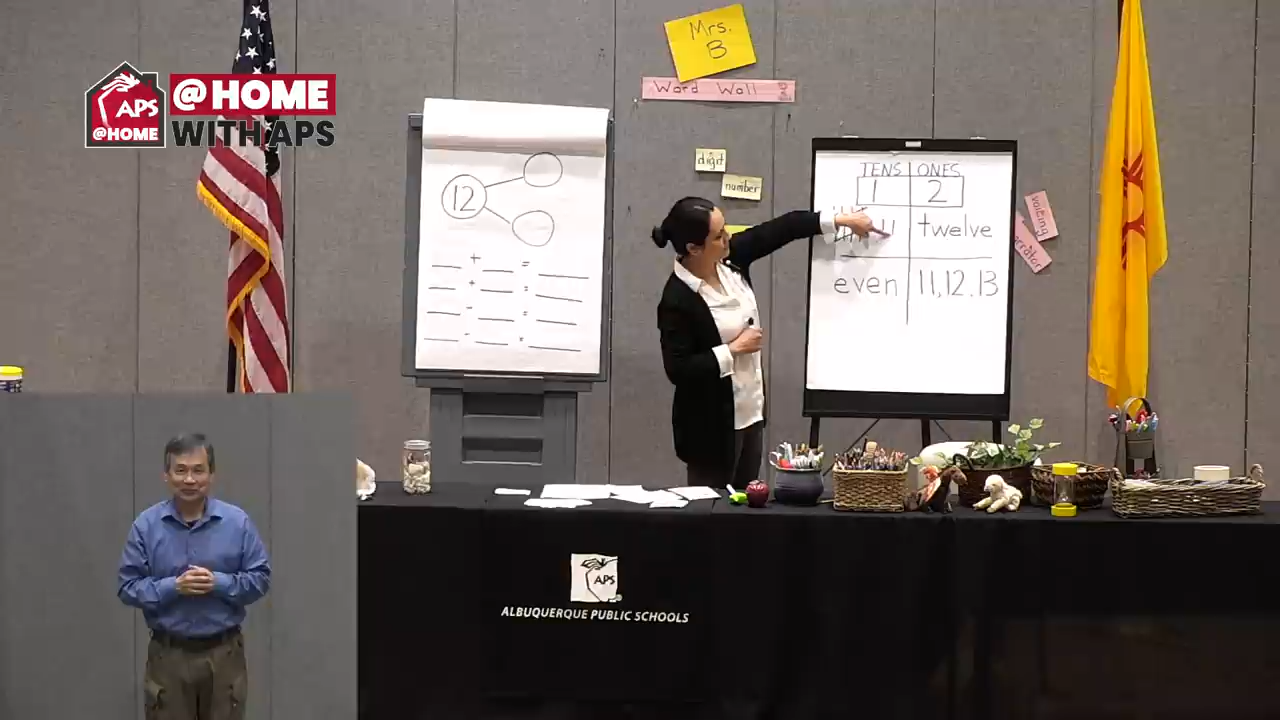 APS
@HOME
@HOME
WITH APS
Mrs.
B
Word Wall
digit
number
voting
12
+ =
+ =
- =
- =
TENS ONES
1 2
twelve
even 11, 12, 13
APS
ALBUQUERQUE PUBLIC SCHOOLS